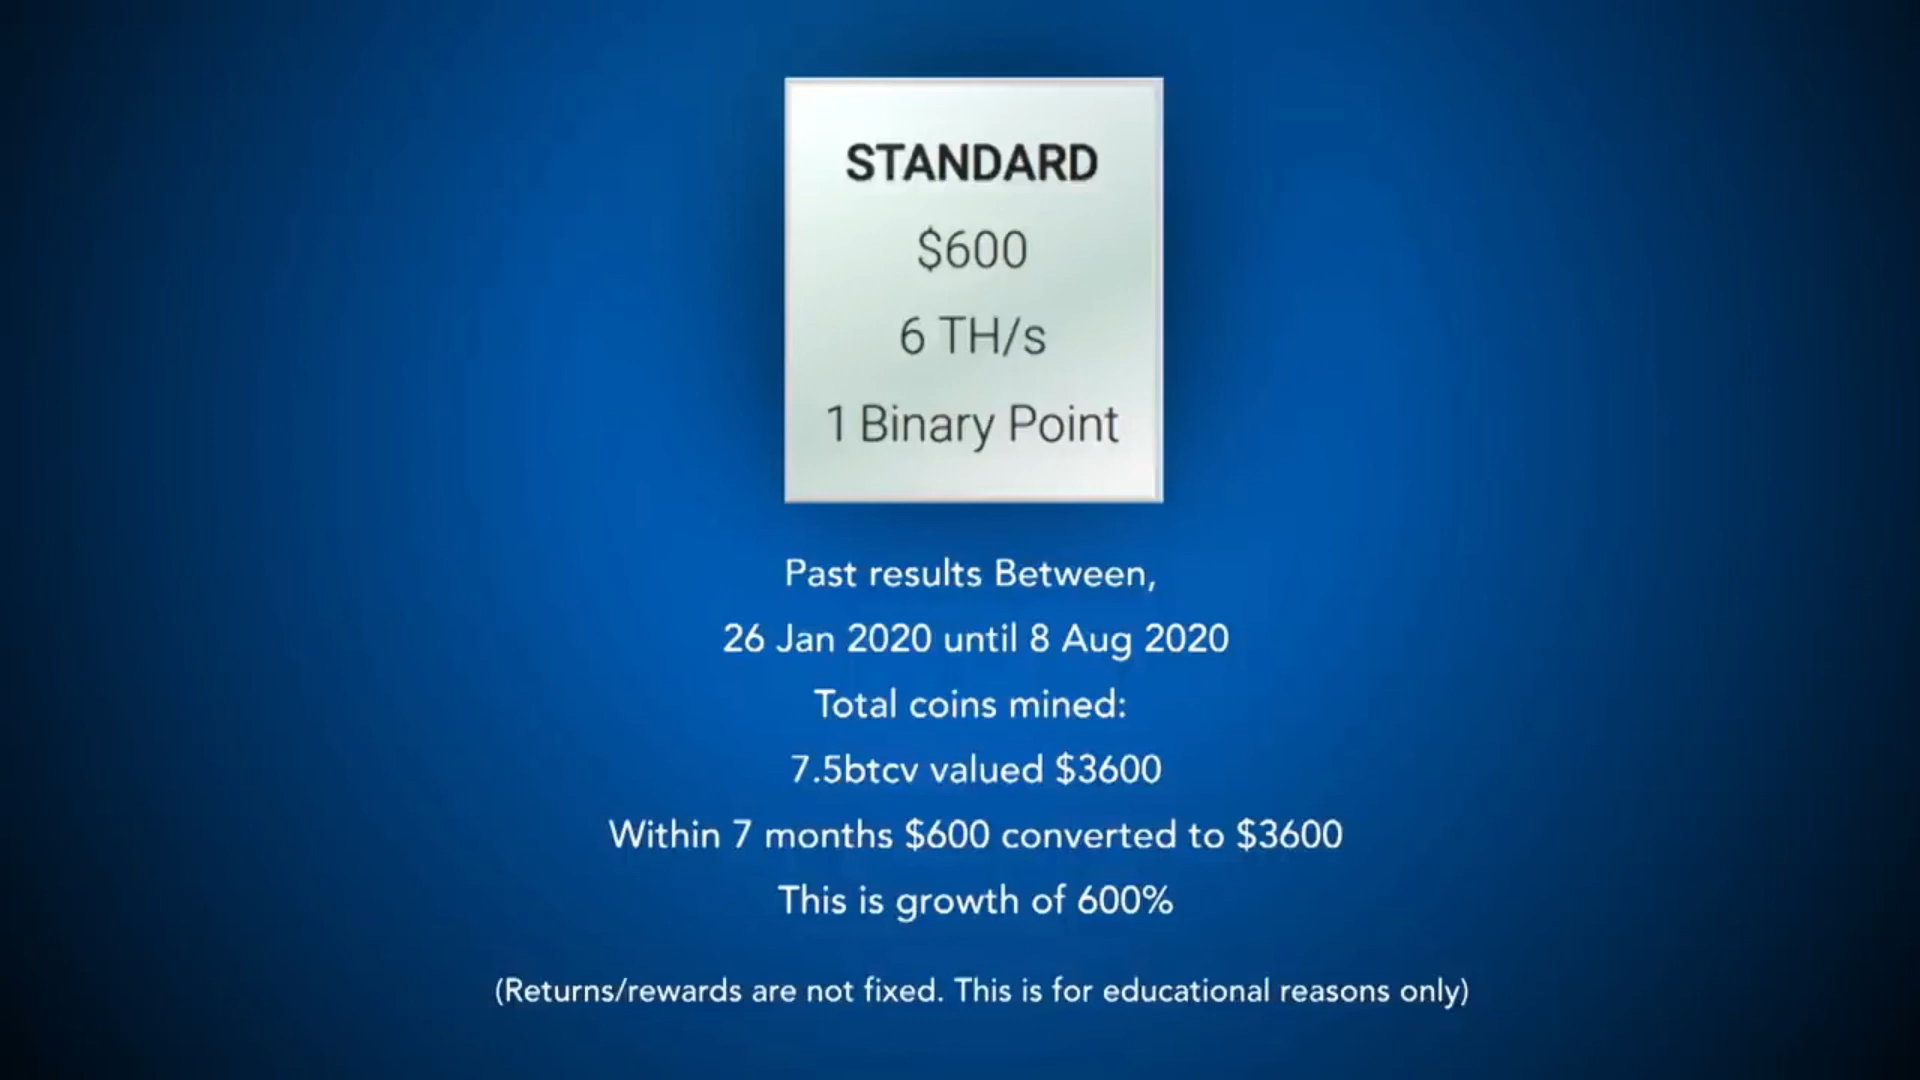 STANDARD
$600
6 TH/s
1 Binary Point
Past results Between,
26 Jan 2020 until 8 Aug 2020
Total coins mined:
7.5btcv valued $3600
Within 7 months $600 converted to $3600
This is growth of 600%
(Returns/rewards are not fixed. This is for educational reasons only)